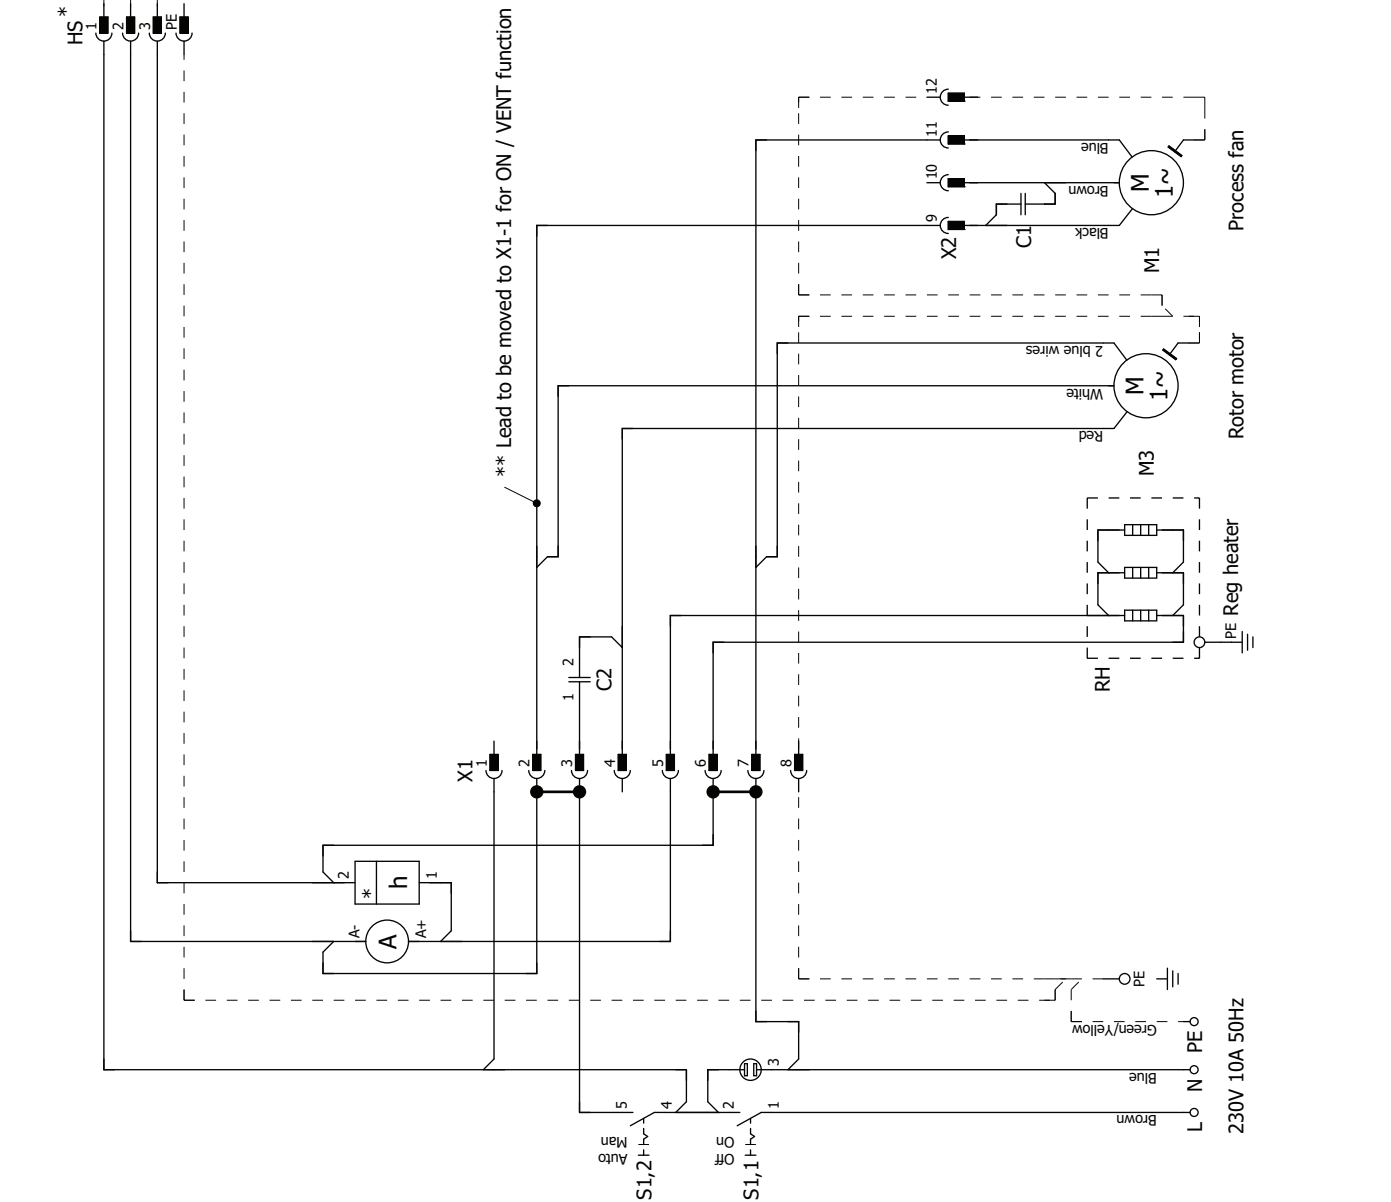 HS *
1
2
3
PE
** Lead to be moved to X1-1 for ON / VENT function
X2
9
10
11
12
C1
Black
Brown
Blue
M
1~
M1
Process fan
2 blue wires
White
Red
M
1~
M3
Rotor motor
RH
PE
Reg heater
1
2
C2
X1
1
2
3
4
5
6
7
8
2
*
h
1
A-
A
A+
PE
Green/Yellow
Blue
Brown
L
N
PE
230V 10A 50Hz
3
5
4
2
1
Man
Auto
S1,2
On
Off
S1,1